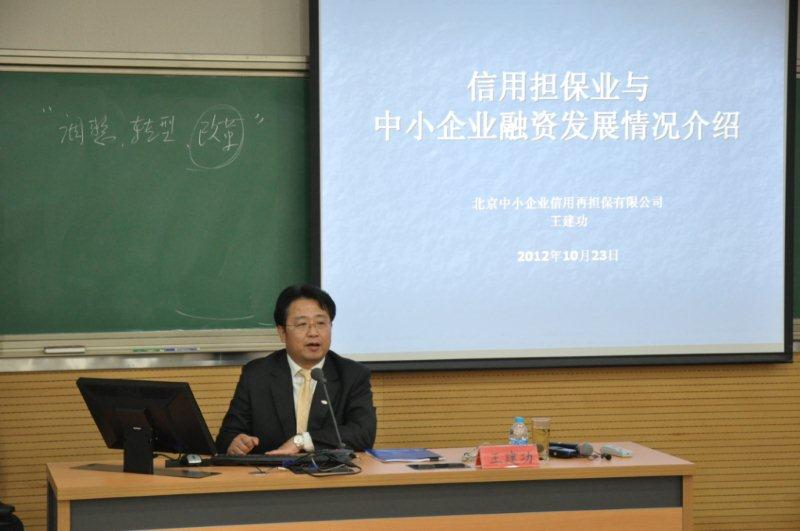 “调整、转型、改革”
信用担保业与
中小企业融资发展情况介绍
北京中小企业信用再担保有限公司
王建功
2012年10月23日
王建功